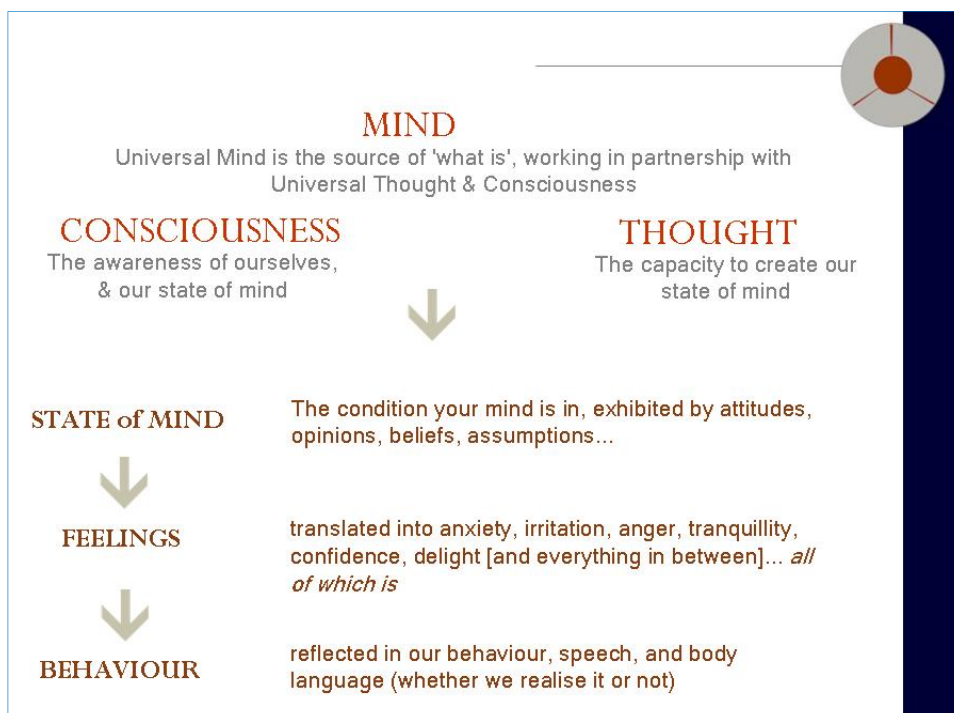 MIND
Universal Mind is the source of 'what is', working in partnership with
Universal Thought & Consciousness
CONSCIOUSNESS
The awareness of ourselves,
& our state of mind
THOUGHT
The capacity to create our
state of mind
STATE of MIND
The condition your mind is in, exhibited by attitudes,
opinions, beliefs, assumptions...
FEELINGS
translated into anxiety, irritation, anger, tranquillity,
confidence, delight [and everything in between]... all
of which is
BEHAVIOUR
reflected in our behaviour, speech, and body
language (whether we realise it or not)